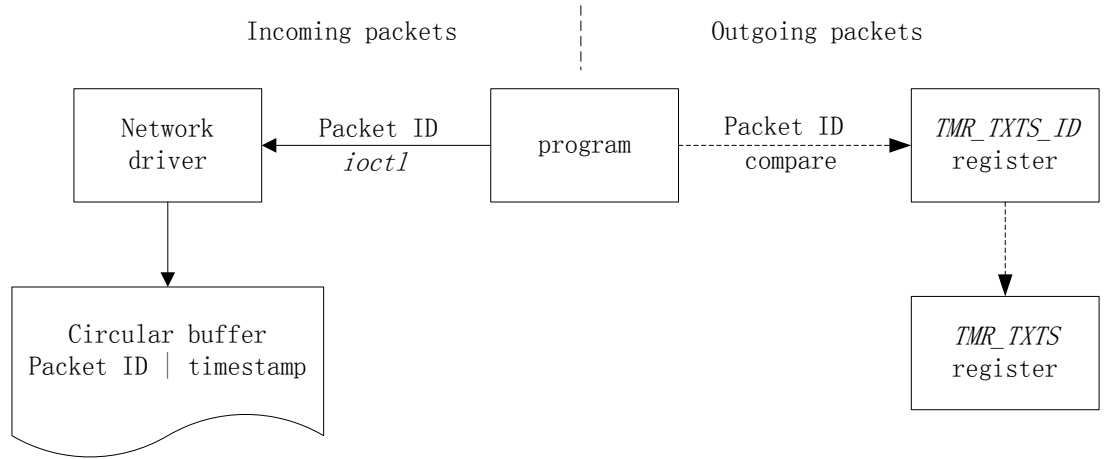 Incoming packets
Outgoing packets
Network
driver
Packet ID
ioctl
program
Packet ID
compare
TMR_TXTS_ID
register
Circular buffer
Packet ID | timestamp
TMR_TXTS
register